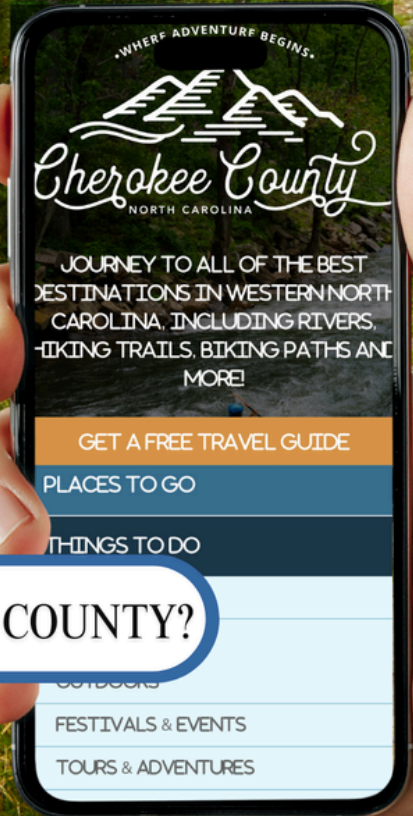 •WHERE ADVENTURE BEGINS•
Cherokee County
NORTH CAROLINA
JOURNEY TO ALL OF THE BEST
DESTINATIONS IN WESTERN NORTH
CAROLINA, INCLUDING RIVERS,
HIKING TRAILS, BIKING PATHS AND
MORE!
GET A FREE TRAVEL GUIDE
PLACES TO GO
THINGS TO DO
COUNTY?
OUTDOORS
FESTIVALS & EVENTS
TOURS & ADVENTURES